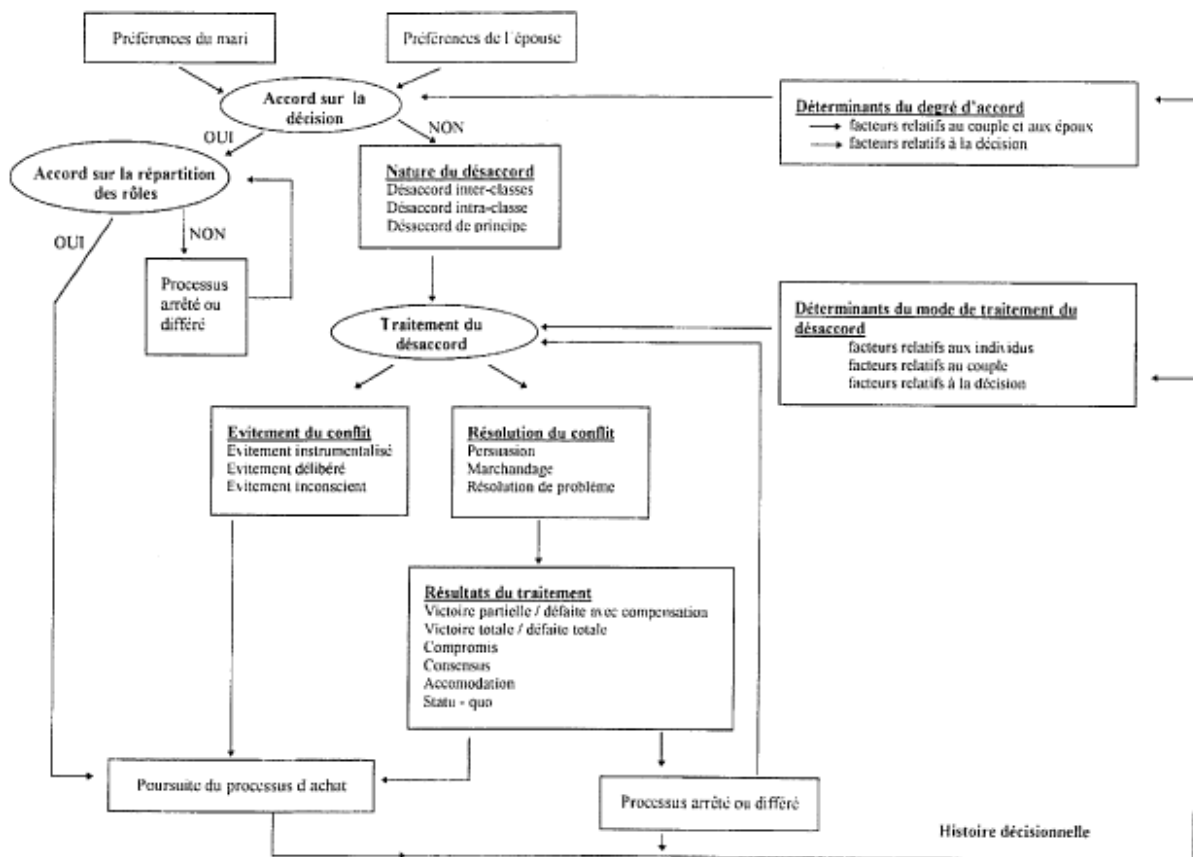 Préférences du mari
Préférences de l'épouse
Accord sur la
décision
Déterminants du degré d'accord
facteurs relatifs au couple et aux époux
facteurs relatifs à la décision
OUI
NON
Accord sur la répartition
des rôles
Nature du désaccord
Désaccord inter-classes
Désaccord intra-classe
Désaccord de principe
OUI
NON
Processus
arrêté ou
différé
Traitement du
désaccord
Déterminants du mode de traitement du
désaccord
facteurs relatifs aux individus
facteurs relatifs au couple
facteurs relatifs à la décision
Evitement du conflit
Evitement instrumentalisé
Evitement délibéré
Evitement inconscient
Résolution du conflit
Persuasion
Marchandage
Résolution de problème
Résultats du traitement
Victoire partielle / défaite avec compensation
Victoire totale / défaite totale
Compromis
Consensus
Accomodation
Statu - quo
Poursuite du processus d'achat
Processus arrêté ou différé
Histoire décisionnelle